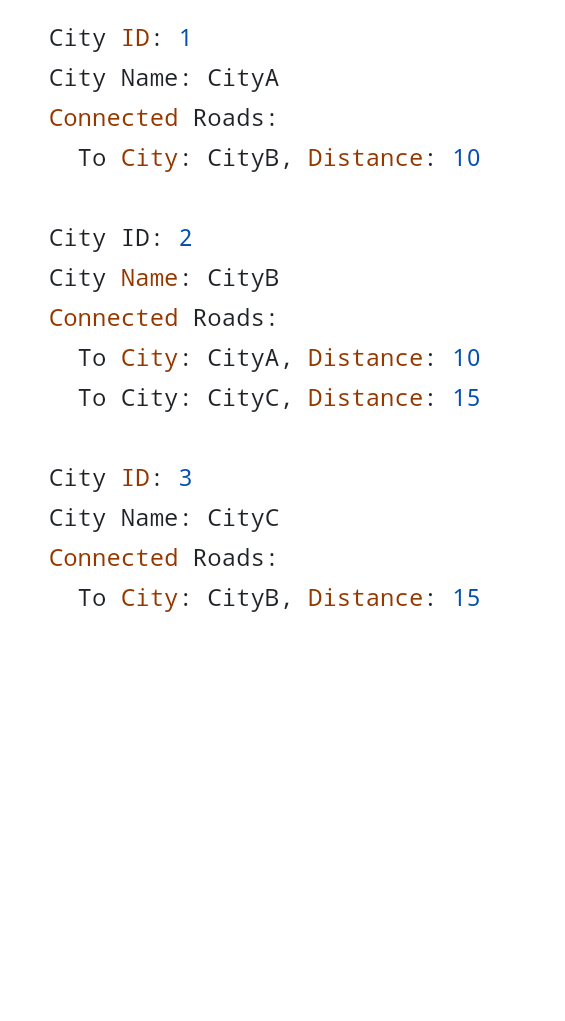 City ID: 1
City Name: CityA
Connected Roads:
  To City: CityB, Distance: 10

City ID: 2
City Name: CityB
Connected Roads:
  To City: CityA, Distance: 10
  To City: CityC, Distance: 15

City ID: 3
City Name: CityC
Connected Roads:
  To City: CityB, Distance: 15